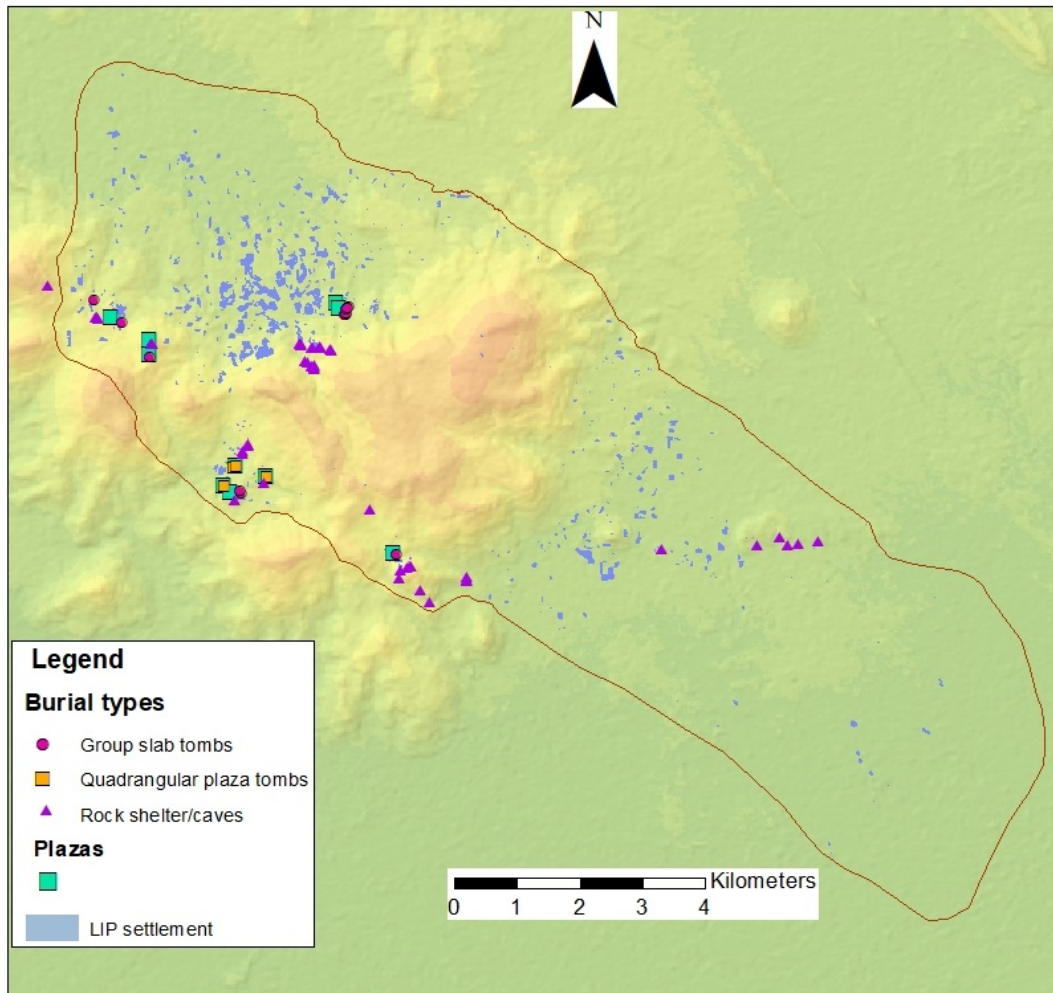 N
Legend
Burial types
Group slab tombs
Quadrangular plaza tombs
Rock shelter/caves
Plazas
LIP settlement
Kilometers
0 1 2 3 4